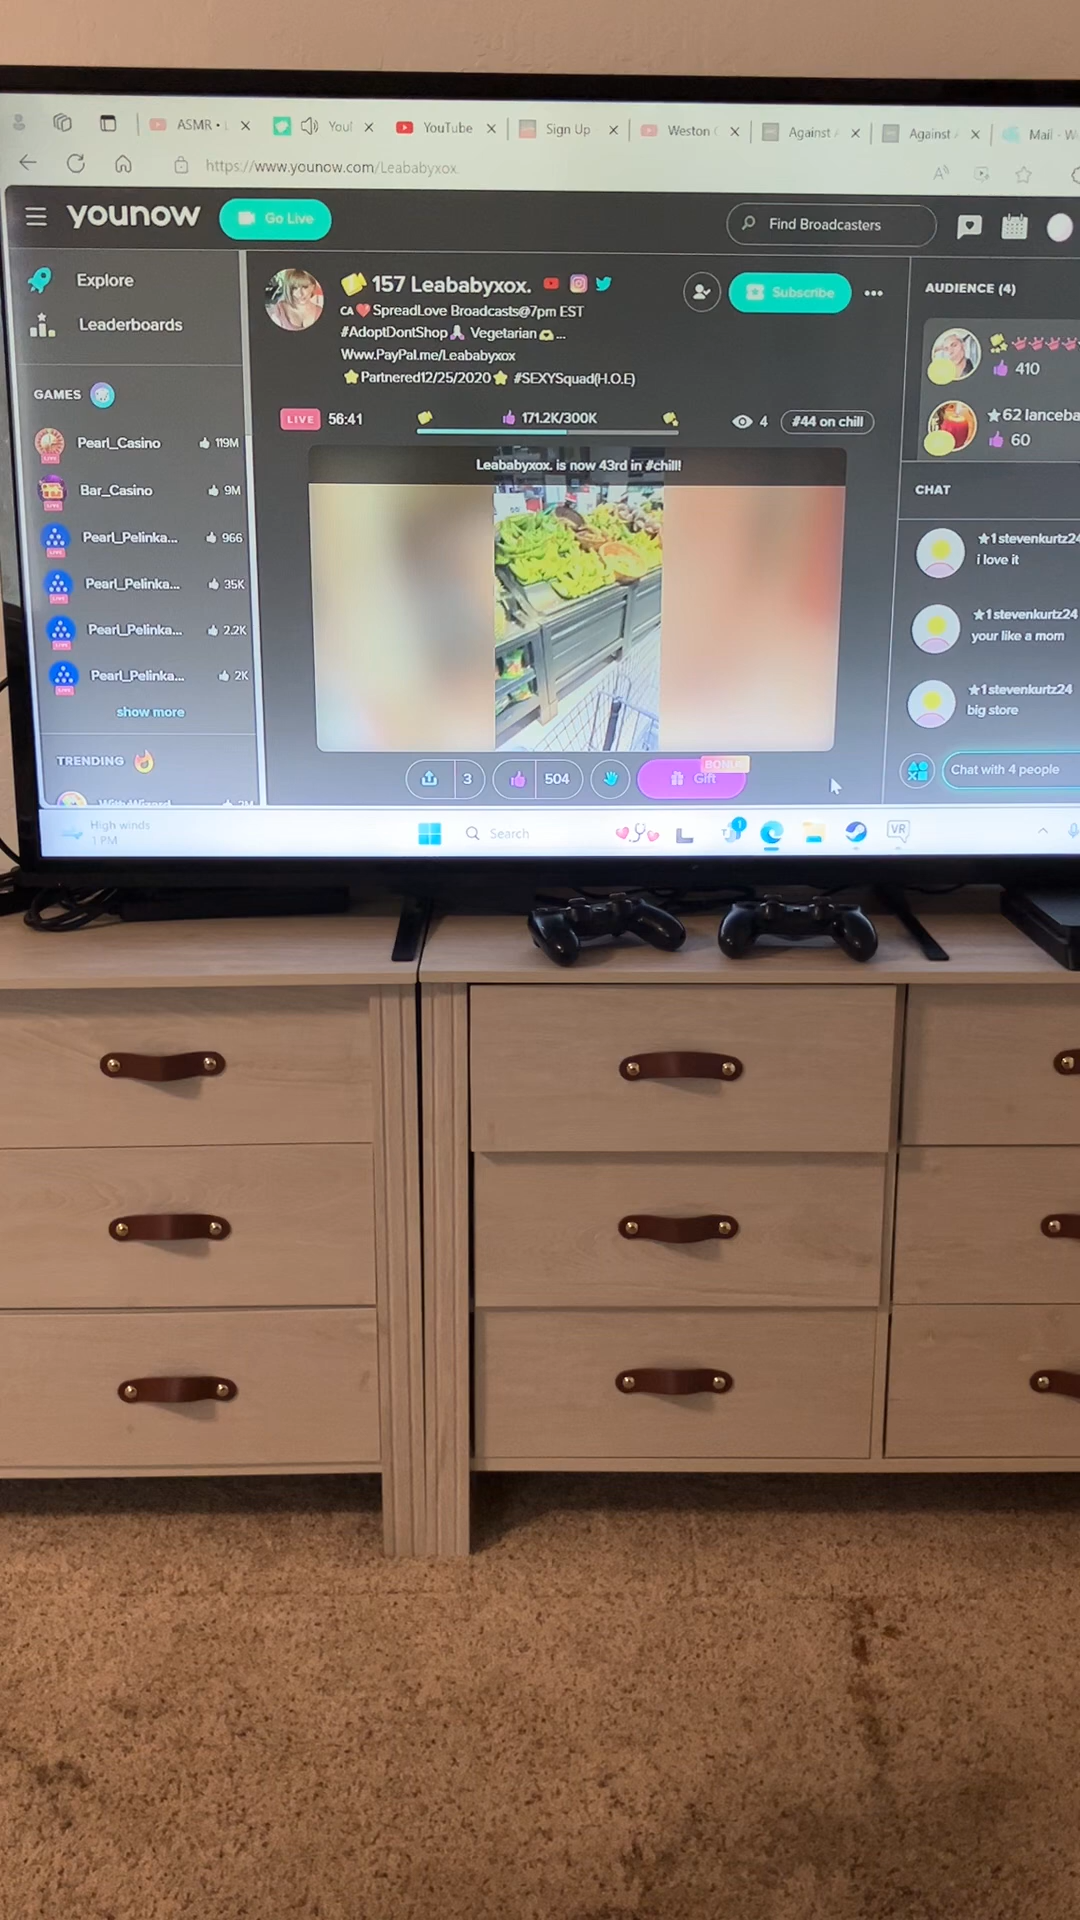 ASMR •
YouTube
Sign Up
Weston
Against
Against
Mail
https://www.younow.com/Leababyxox.
younow
Go Live
Find Broadcasters
Explore
Leaderboards
GAMES
Pearl_Casino 119M
Bar_Casino 9M
Pearl_Pelinka... 966
Pearl_Pelinka... 35K
Pearl_Pelinka... 2.2K
Pearl_Pelinka... 2K
show more
TRENDING
157 Leababyxox.
Subscribe
CA SpreadLove Broadcasts@7pm EST
#AdoptDontShop Vegetarian ...
Www.PayPal.me/Leababyxox
Partnered12/25/2020 #SEXYSquad(H.O.E)
LIVE 56:41
171.2K/300K
4
#44 on chill
Leababyxox. is now 43rd in #chill!
3
504
BONUS
Gift
AUDIENCE (4)
410
62 lanceba
60
CHAT
1 stevenkurtz24
i love it
1 stevenkurtz24
your like a mom
1 stevenkurtz24
big store
Chat with 4 people
High winds
1 PM
Search
1
VR